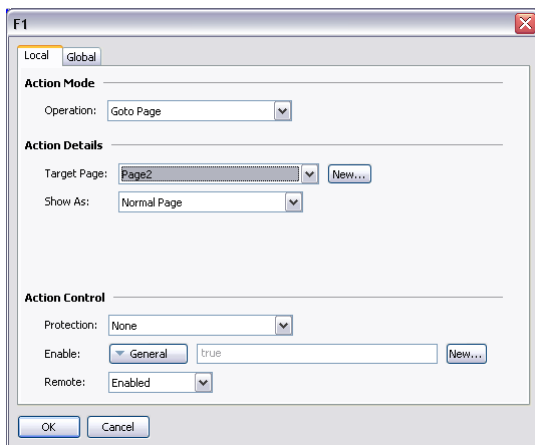 F1
Local Global
Action Mode
Operation: Goto Page
Action Details
Target Page: Page2 New...
Show As: Normal Page
Action Control
Protection: None
Enable: General true New...
Remote: Enabled
OK Cancel